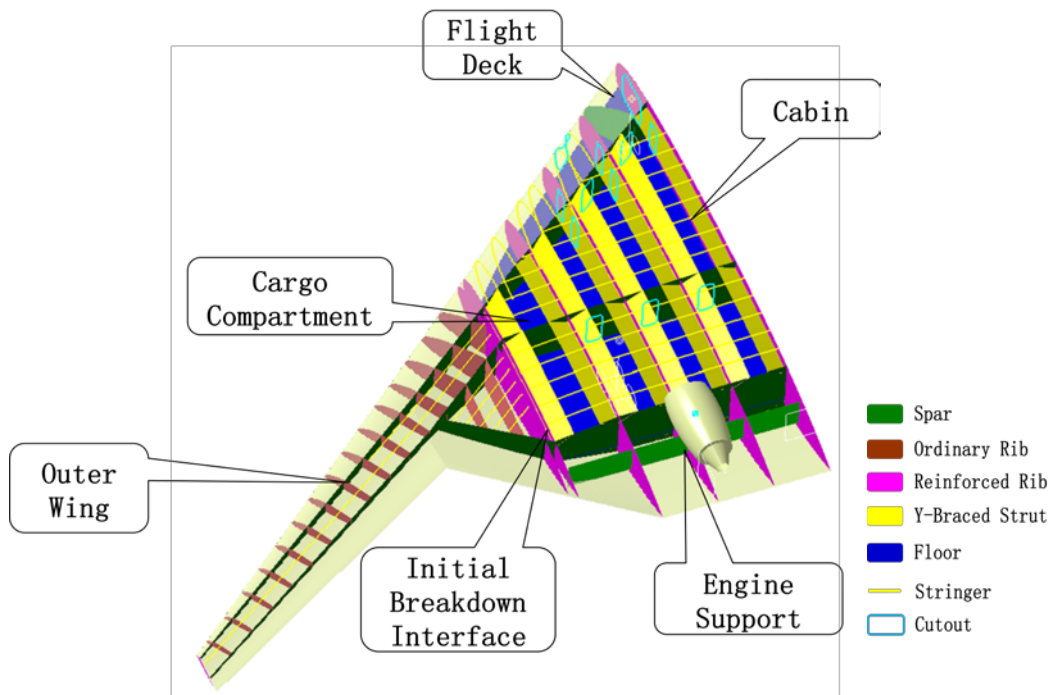 Flight
Deck
Cabin
Cargo
Compartment
Outer
Wing
Initial
Breakdown
Interface
Engine
Support
Spar
Ordinary Rib
Reinforced Rib
Y-Braced Strut
Floor
Stringer
Cutout